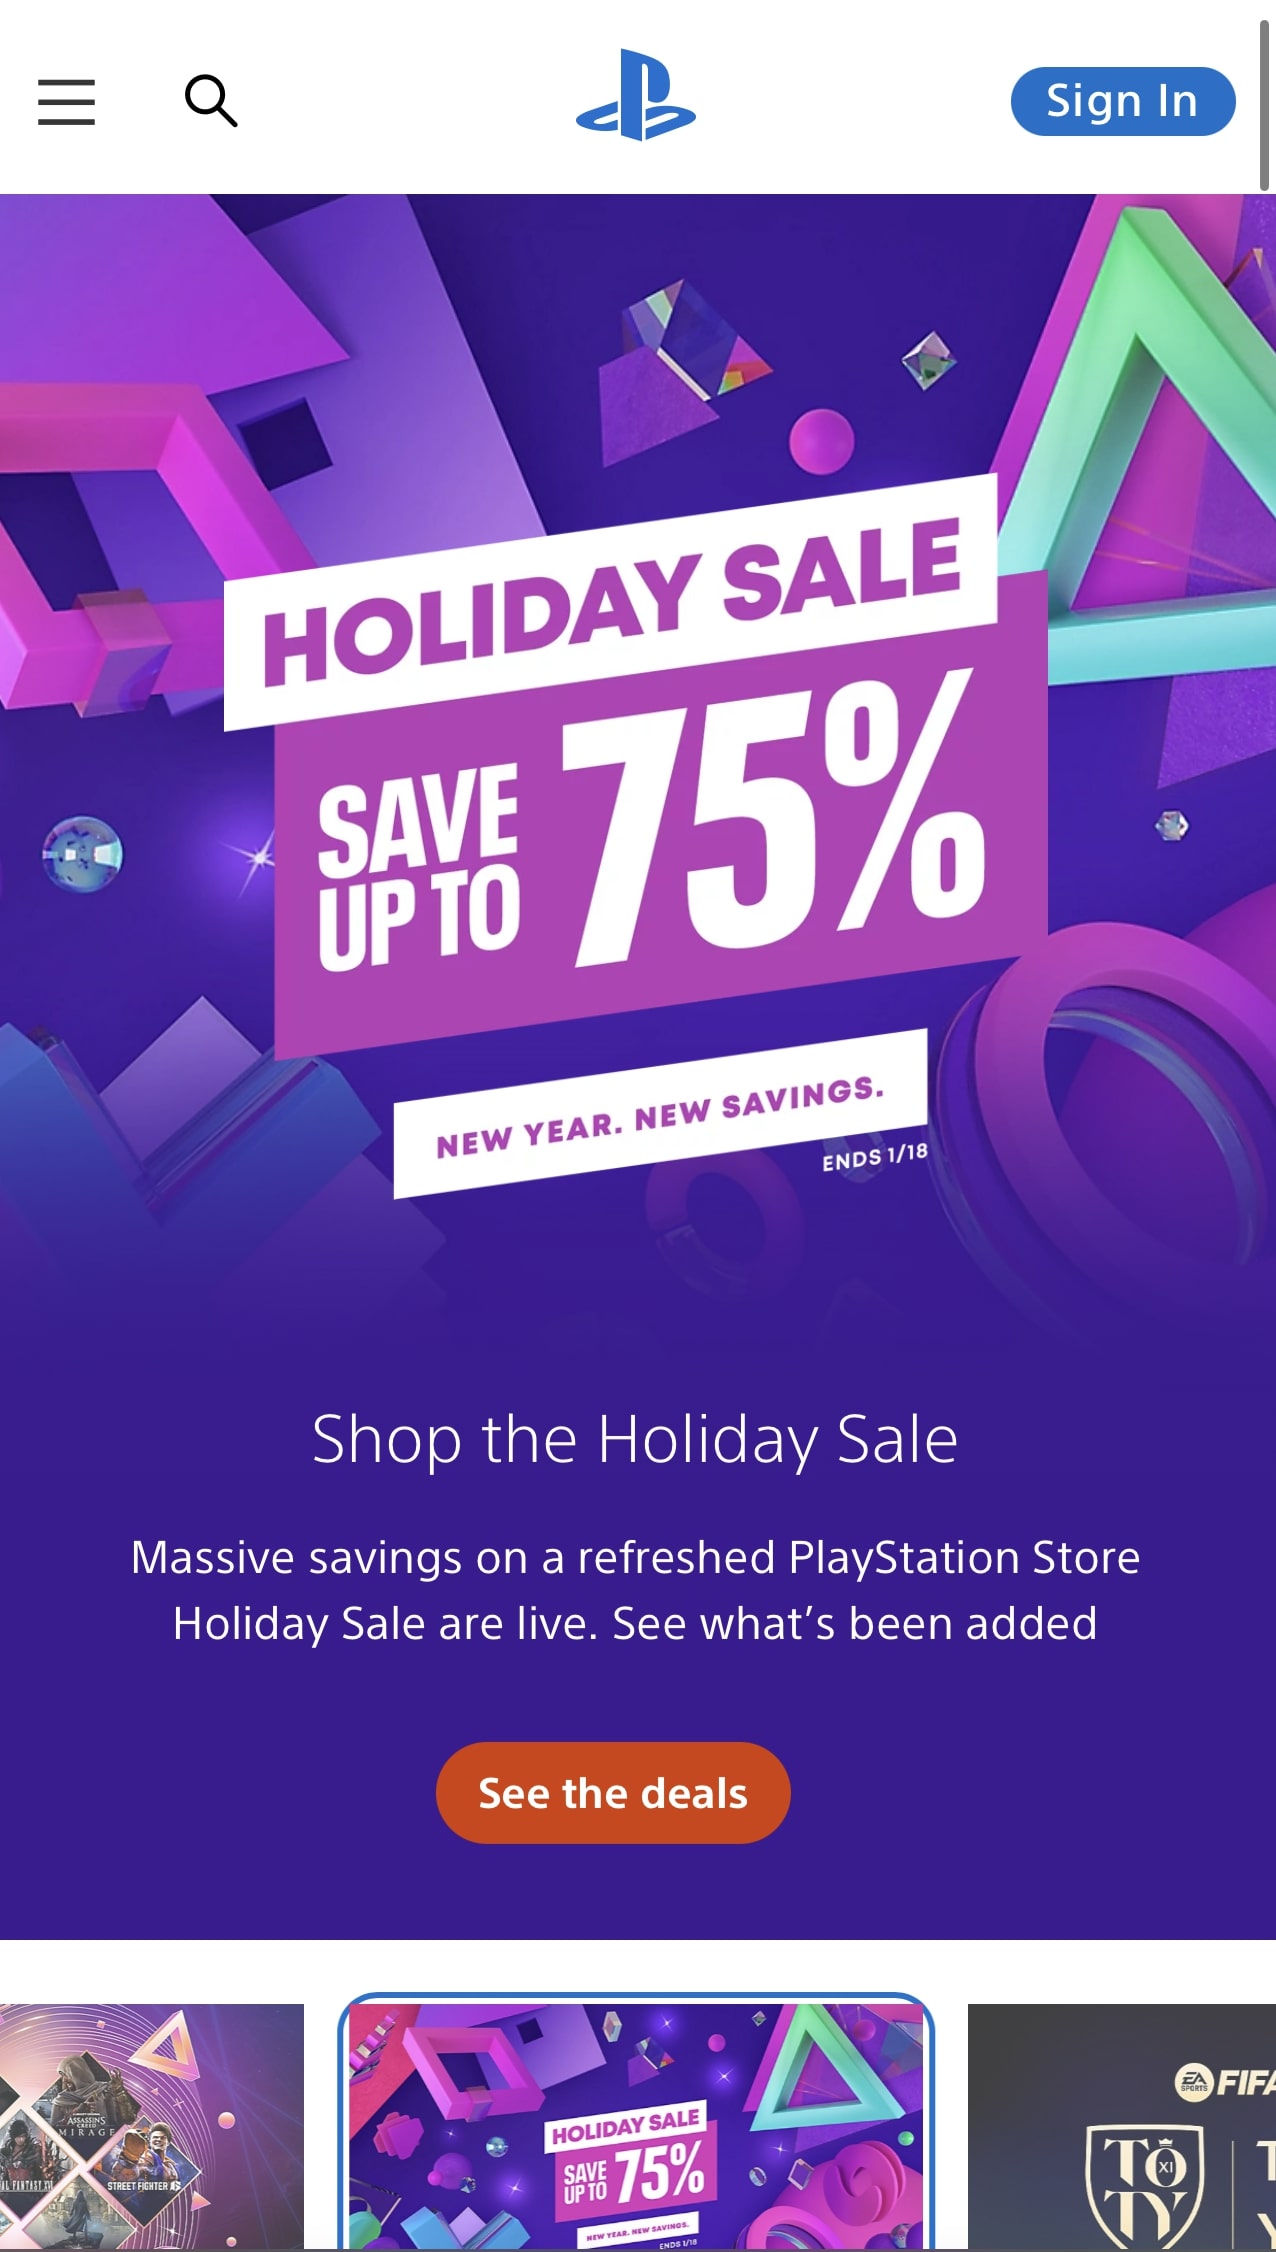 Sign In
HOLIDAY SALE
SAVE
UP TO
75%
NEW YEAR. NEW SAVINGS.
ENDS 1/18
Shop the Holiday Sale
Massive savings on a refreshed PlayStation Store
Holiday Sale are live. See what’s been added
See the deals
ASSASSIN'S
CREED
MIRAGE
STREET FIGHTER 6
HOLIDAY SALE
SAVE
UP TO
75%
NEW YEAR. NEW SAVINGS.
ENDS 1/18
EA
SPORTS
FIFA
TO
XI
TY